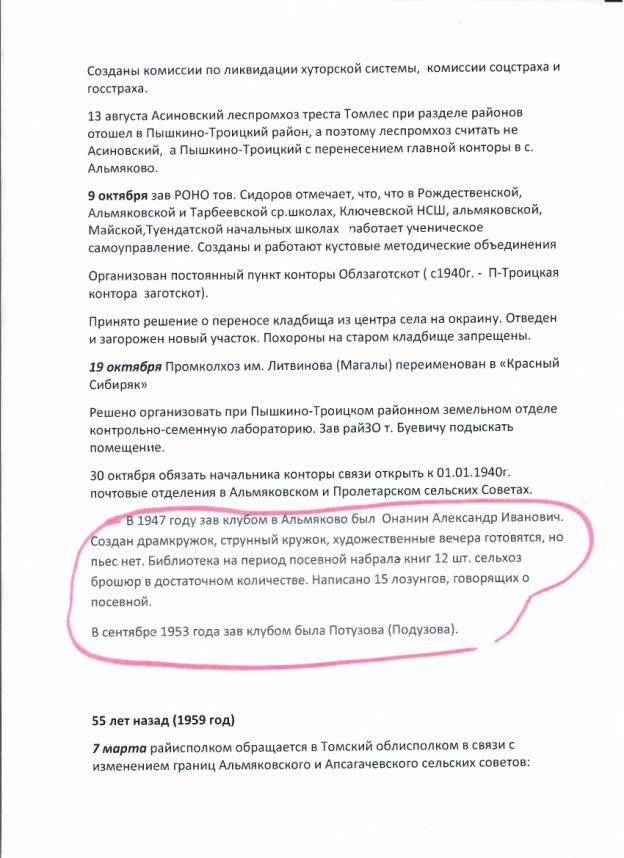 Созданы комиссии по ликвидации хуторской системы, комиссии соцстраха и
госстраха.
13 августа Асиновский леспромхоз треста Томлес при разделе районов
отошел в Пышкино-Троицкий район, а поэтому леспромхоз считать не
Асиновский, а Пышкино-Троицкий с перенесением главной конторы в с.
Альмяково.
9 октября зав РОНО тов. Сидоров отмечает, что, что в Рождественской,
Альмяковской и Тарбеевской ср.школах, Ключевской НСШ, альмяковской,
Майской,Туендатской начальных школах работает ученическое
самоуправление. Созданы и работают кустовые методические объединения
Организован постоянный пункт конторы Облзаготскот ( с1940г. - П-Троицкая
контора заготскот).
Принято решение о переносе кладбища из центра села на окраину. Отведен
и загорожен новый участок. Похороны на старом кладбище запрещены.
19 октября Промколхоз им. Литвинова (Магалы) переименован в «Красный
Сибиряк»
Решено организовать при Пышкино-Троицком районном земельном отделе
контрольно-семенную лабораторию. Зав райЗО т. Буевичу подыскать
помещение.
30 октября обязать начальника конторы связи открыть к 01.01.1940г.
почтовые отделения в Альмяковском и Пролетарском сельских Советах.
В 1947 году зав клубом в Альмяково был Онанин Александр Иванович.
Создан драмкружок, струнный кружок, художественные вечера готовятся, но
пьес нет. Библиотека на период посевной набрала книг 12 шт. сельхоз
брошюр в достаточном количестве. Написано 15 лозунгов, говорящих о
посевной.
В сентябре 1953 года зав клубом была Потузова (Подузова).
55 лет назад (1959 год)
7 марта райисполком обращается в Томский облисполком в связи с
изменением границ Альмяковского и Апсагачевского сельских советов: